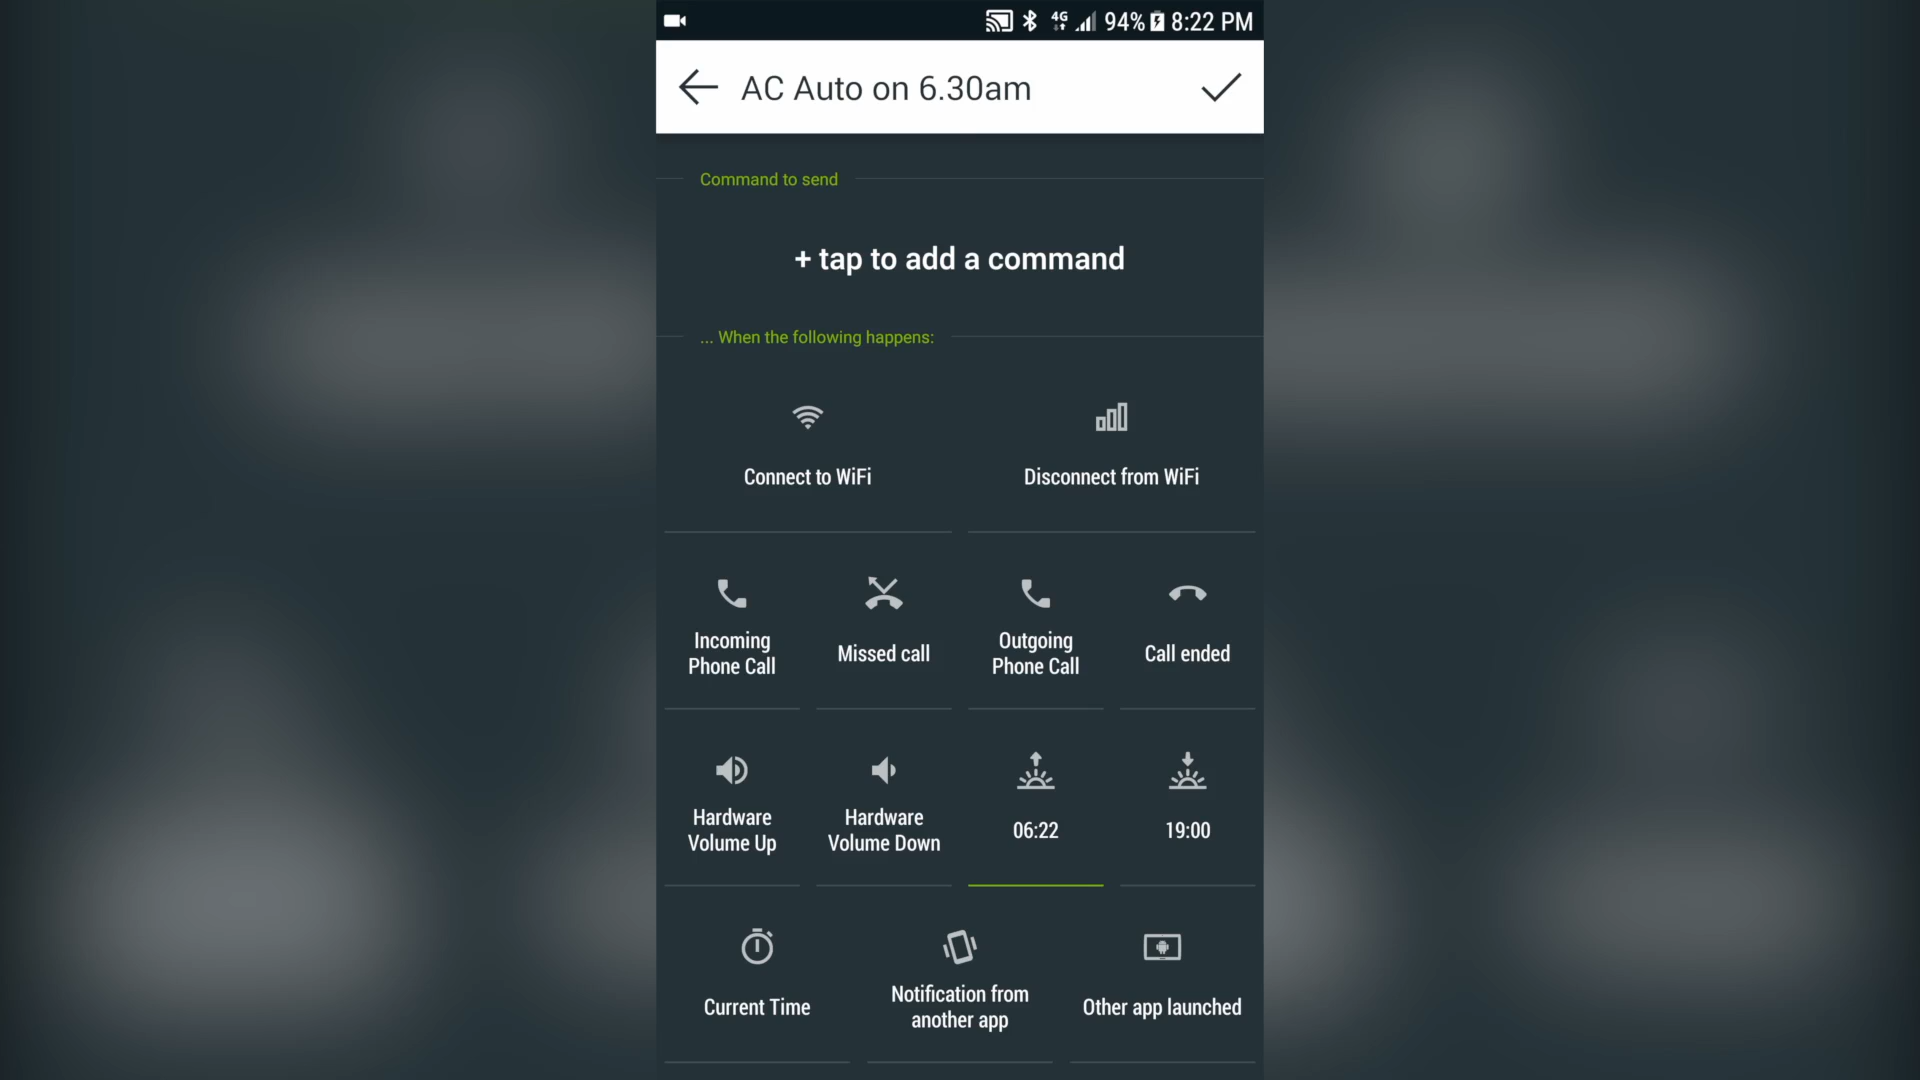 4G 94% 8:22 PM
AC Auto on 6.30am
Command to send
+ tap to add a command
... When the following happens:
Connect to WiFi
Disconnect from WiFi
Incoming
Phone Call
Missed call
Outgoing
Phone Call
Call ended
Hardware
Volume Up
Hardware
Volume Down
06:22
19:00
Current Time
Notification from
another app
Other app launched